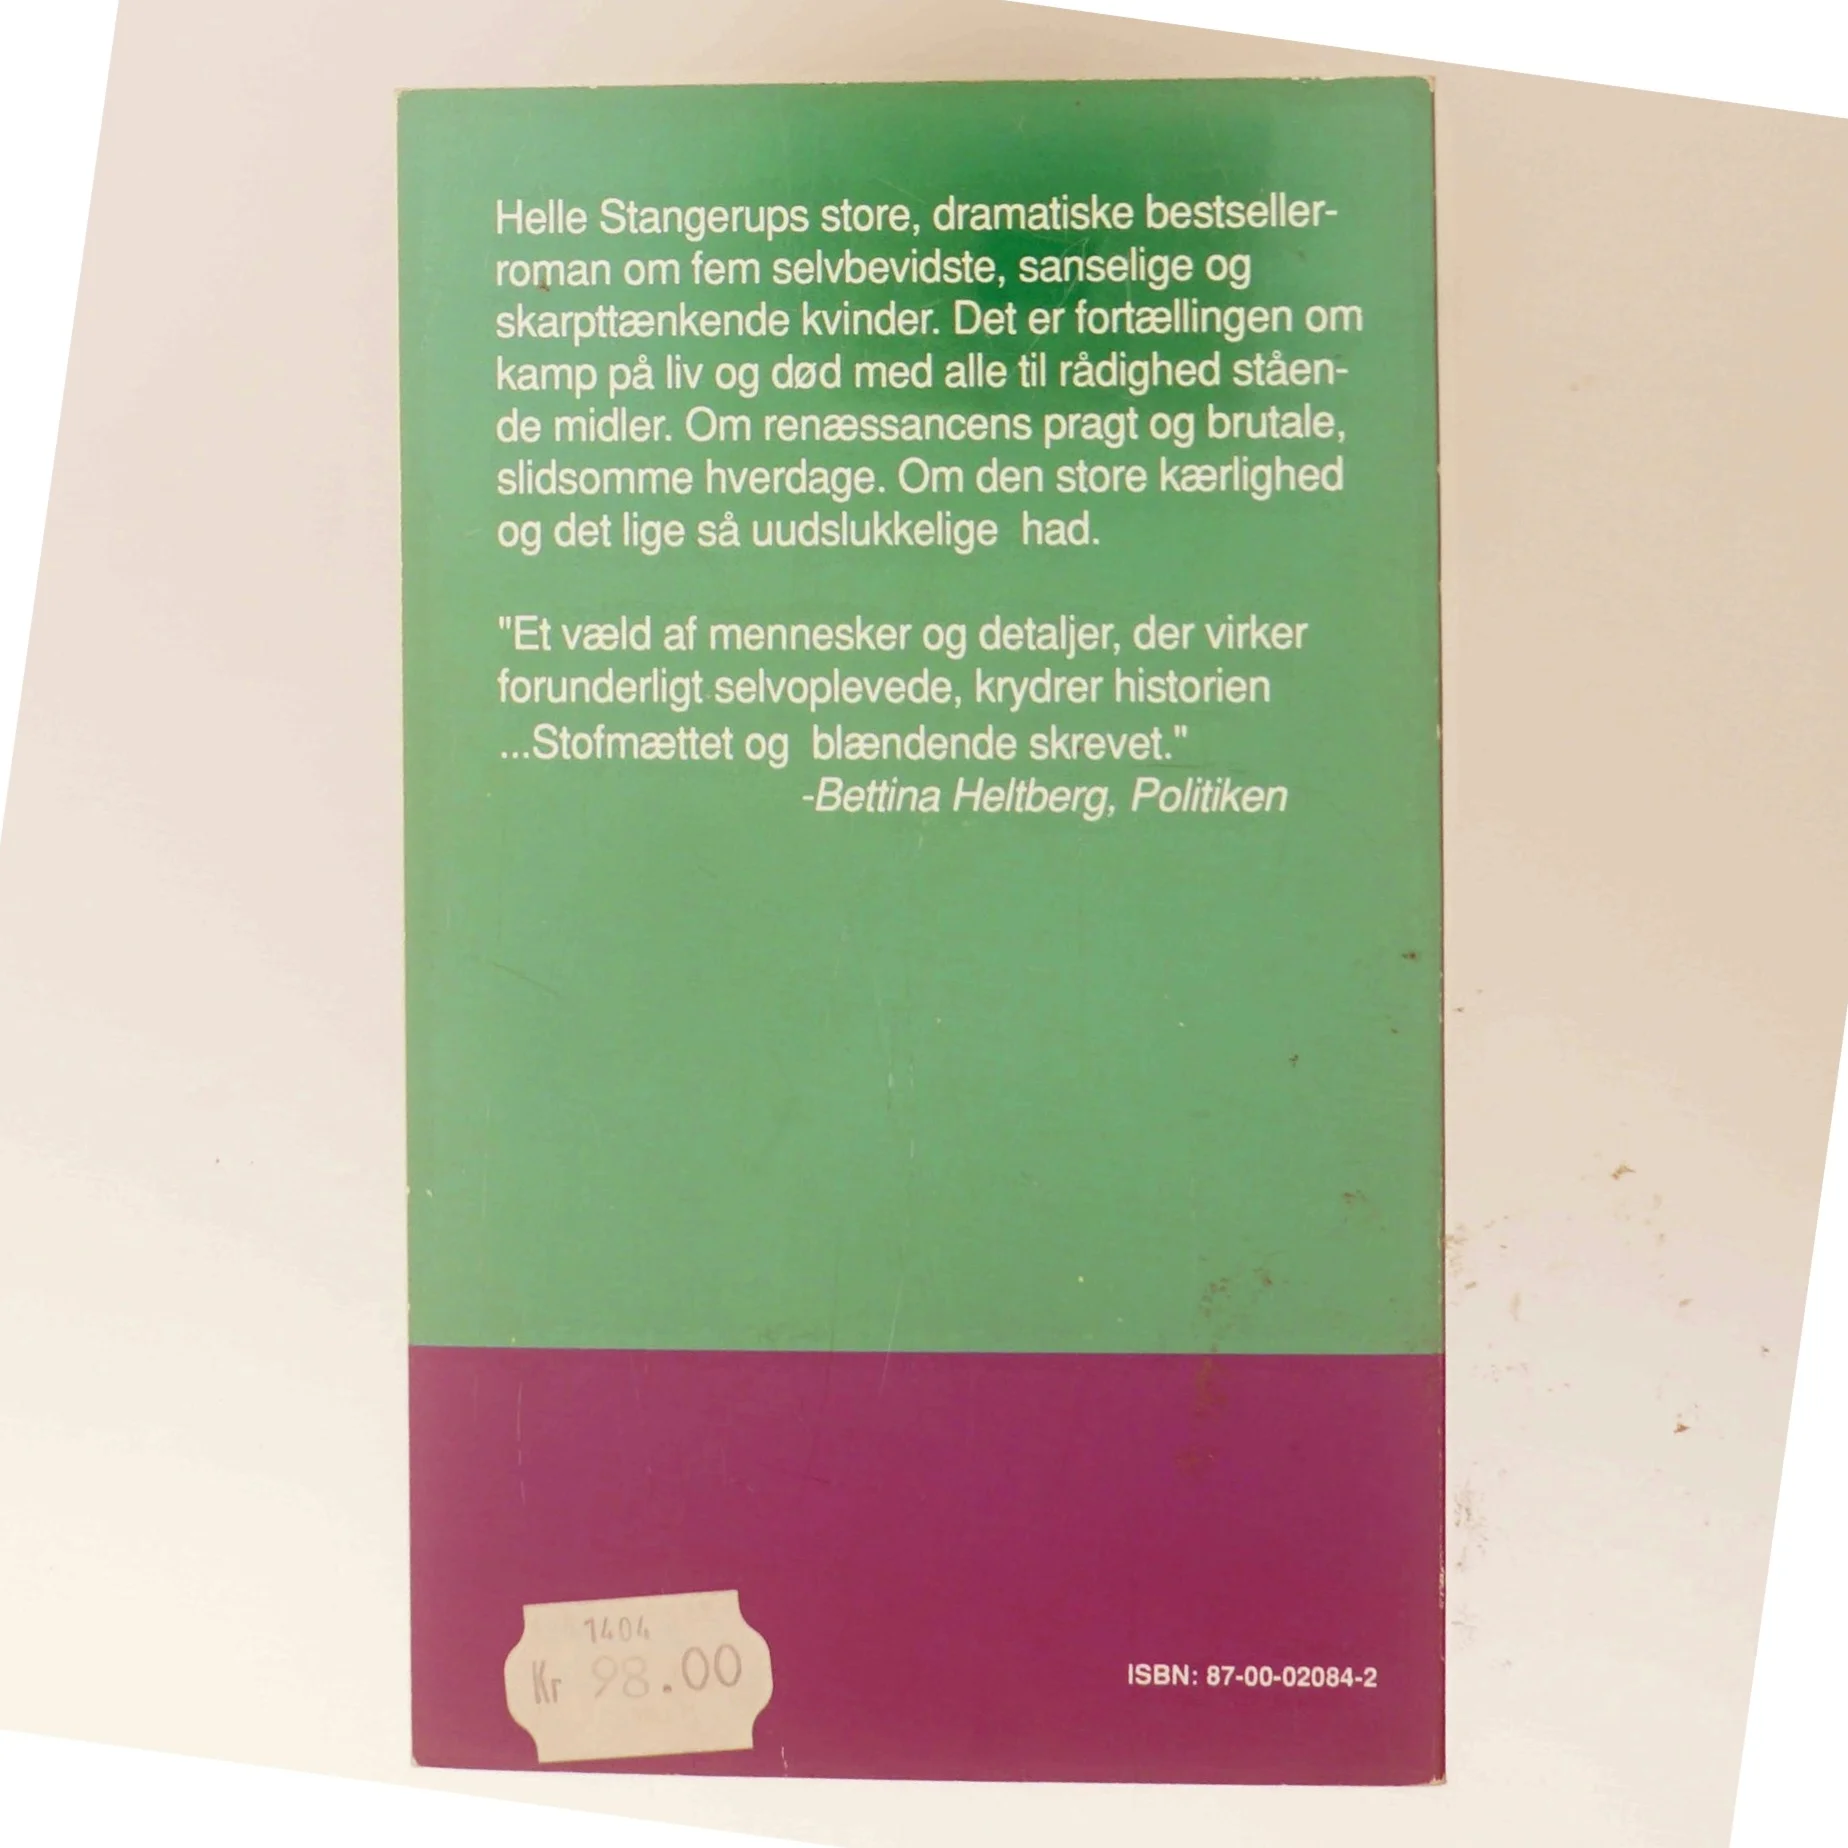 Helle Stangerups store, dramatiske bestseller-
roman om fem selvbevidste, sanselige og
skarpttænkende kvinder. Det er fortællingen om
kamp på liv og død med alle til rådighed ståen-
de midler. Om renæssancens pragt og brutale,
slidsomme hverdage. Om den store kærlighed
og det lige så uudslukkelige had.
"Et væld af mennesker og detaljer, der virker
forunderligt selvoplevede, krydrer historien
...Stofmættet og blændende skrevet."
-Bettina Heltberg, Politiken
1404
Kr 98.00
ISBN: 87-00-02084-2